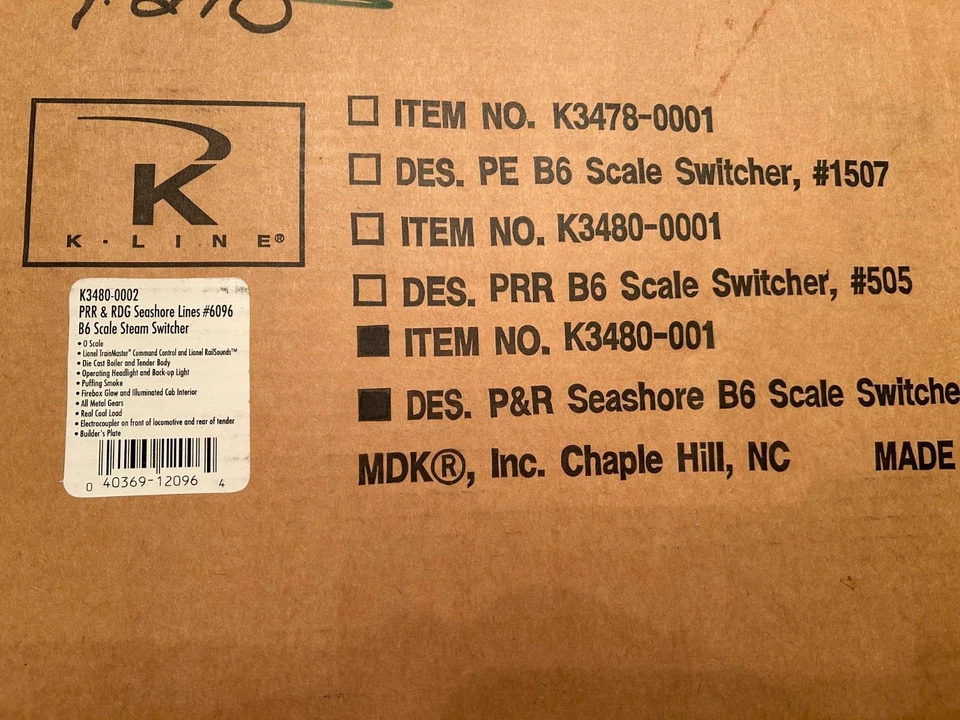 K
K-LINE®
ITEM NO. K3478-0001
DES. PE B6 Scale Switcher, #1507
ITEM NO. K3480-0001
DES. PRR B6 Scale Switcher, #505
ITEM NO. K3480-001
DES. P&R Seashore B6 Scale Switche
MDK®, Inc. Chaple Hill, NC MADE
K3480-0002
PRR & RDG Seashore Lines #6096
B6 Scale Steam Switcher
• O Scale
• Lionel TrainMaster® Command Control and Lionel RailSounds™
• Die Cast Boiler and Tender Body
• Operating Headlight and Back-up Light
• Puffing Smoke
• Firebox Glow and Illuminated Cab Interior
• All Metal Gears
• Real Coal Load
• Electrocoupler on front of locomotive and rear of tender
• Builder's Plate
0 40369-12096 4